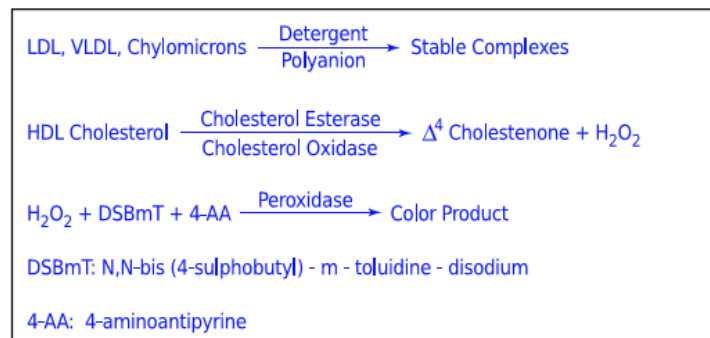 LDL, VLDL, Chylomicrons Detergent Polyanion Stable Complexes
HDL Cholesterol Cholesterol Esterase Cholesterol Oxidase Δ⁴ Cholestenone + H₂O₂
H₂O₂ + DSBmT + 4-AA Peroxidase Color Product
DSBmT: N,N-bis (4-sulphobutyl) - m - toluidine - disodium
4-AA: 4-aminoantipyrine